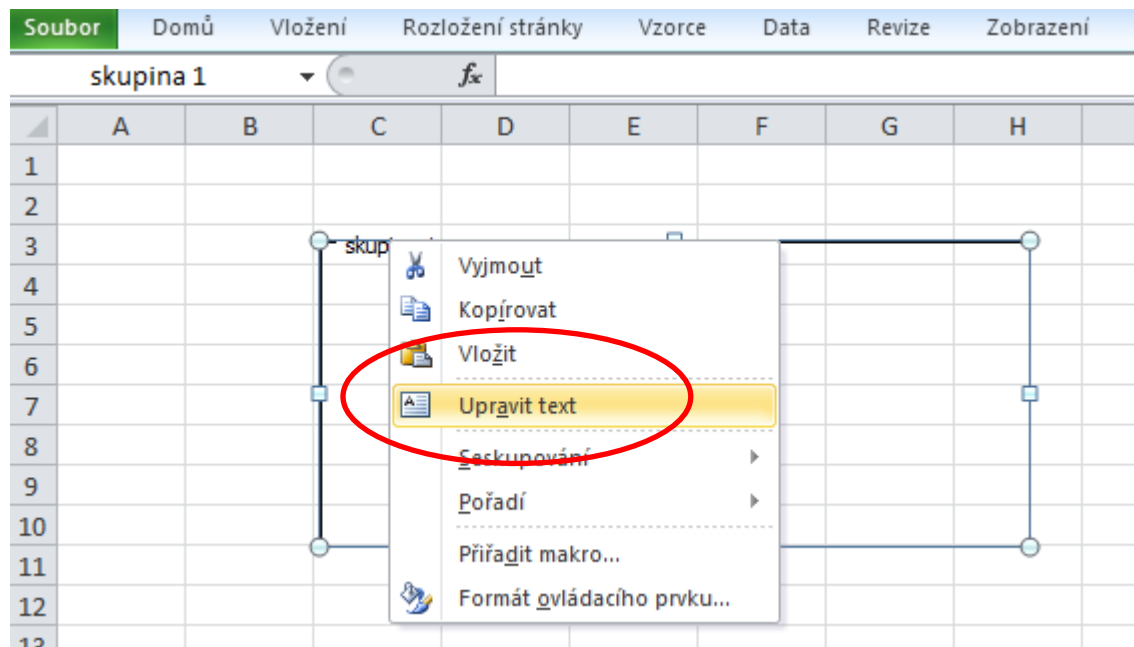 Soubor Domů Vložení Rozložení stránky Vzorce Data Revize Zobrazení
skupina 1 fx
A B C D E F G H
1
2
3
4
5
6
7
8
9
10
11
12
Vyjmout
Kopírovat
Vložit
Upravit text
Seskupování
Pořadí
Přiřadit makro...
Formát ovládacího prvku...